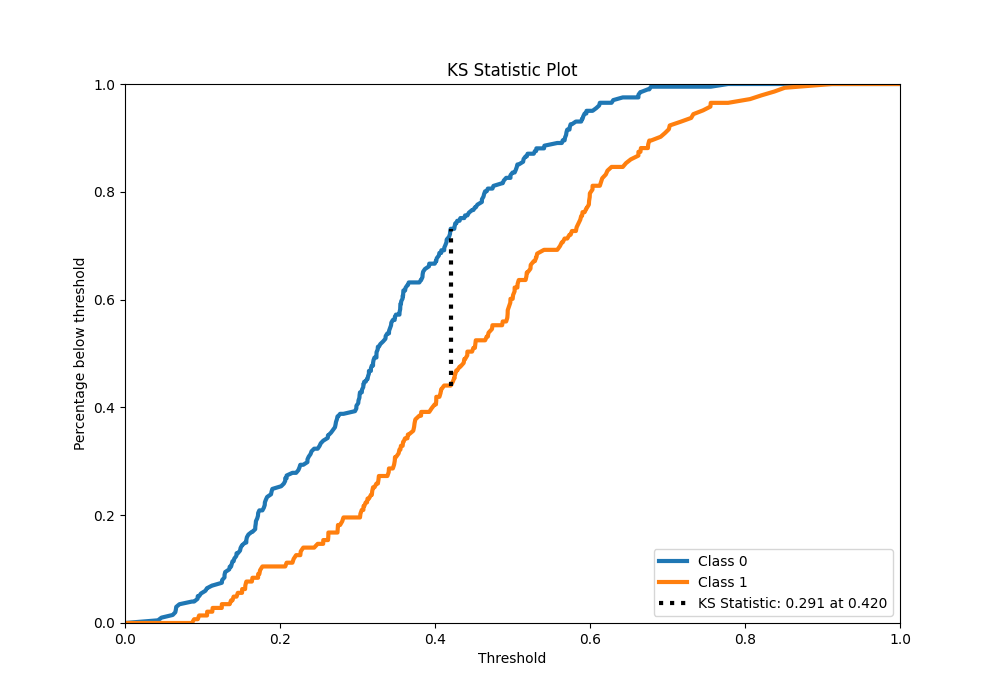 KS Statistic Plot
1.0
0.8
0.6
0.4
0.2
0.0
Percentage below threshold
0.0 0.2 0.4 0.6 0.8 1.0
Threshold
Class 0
Class 1
KS Statistic: 0.291 at 0.420